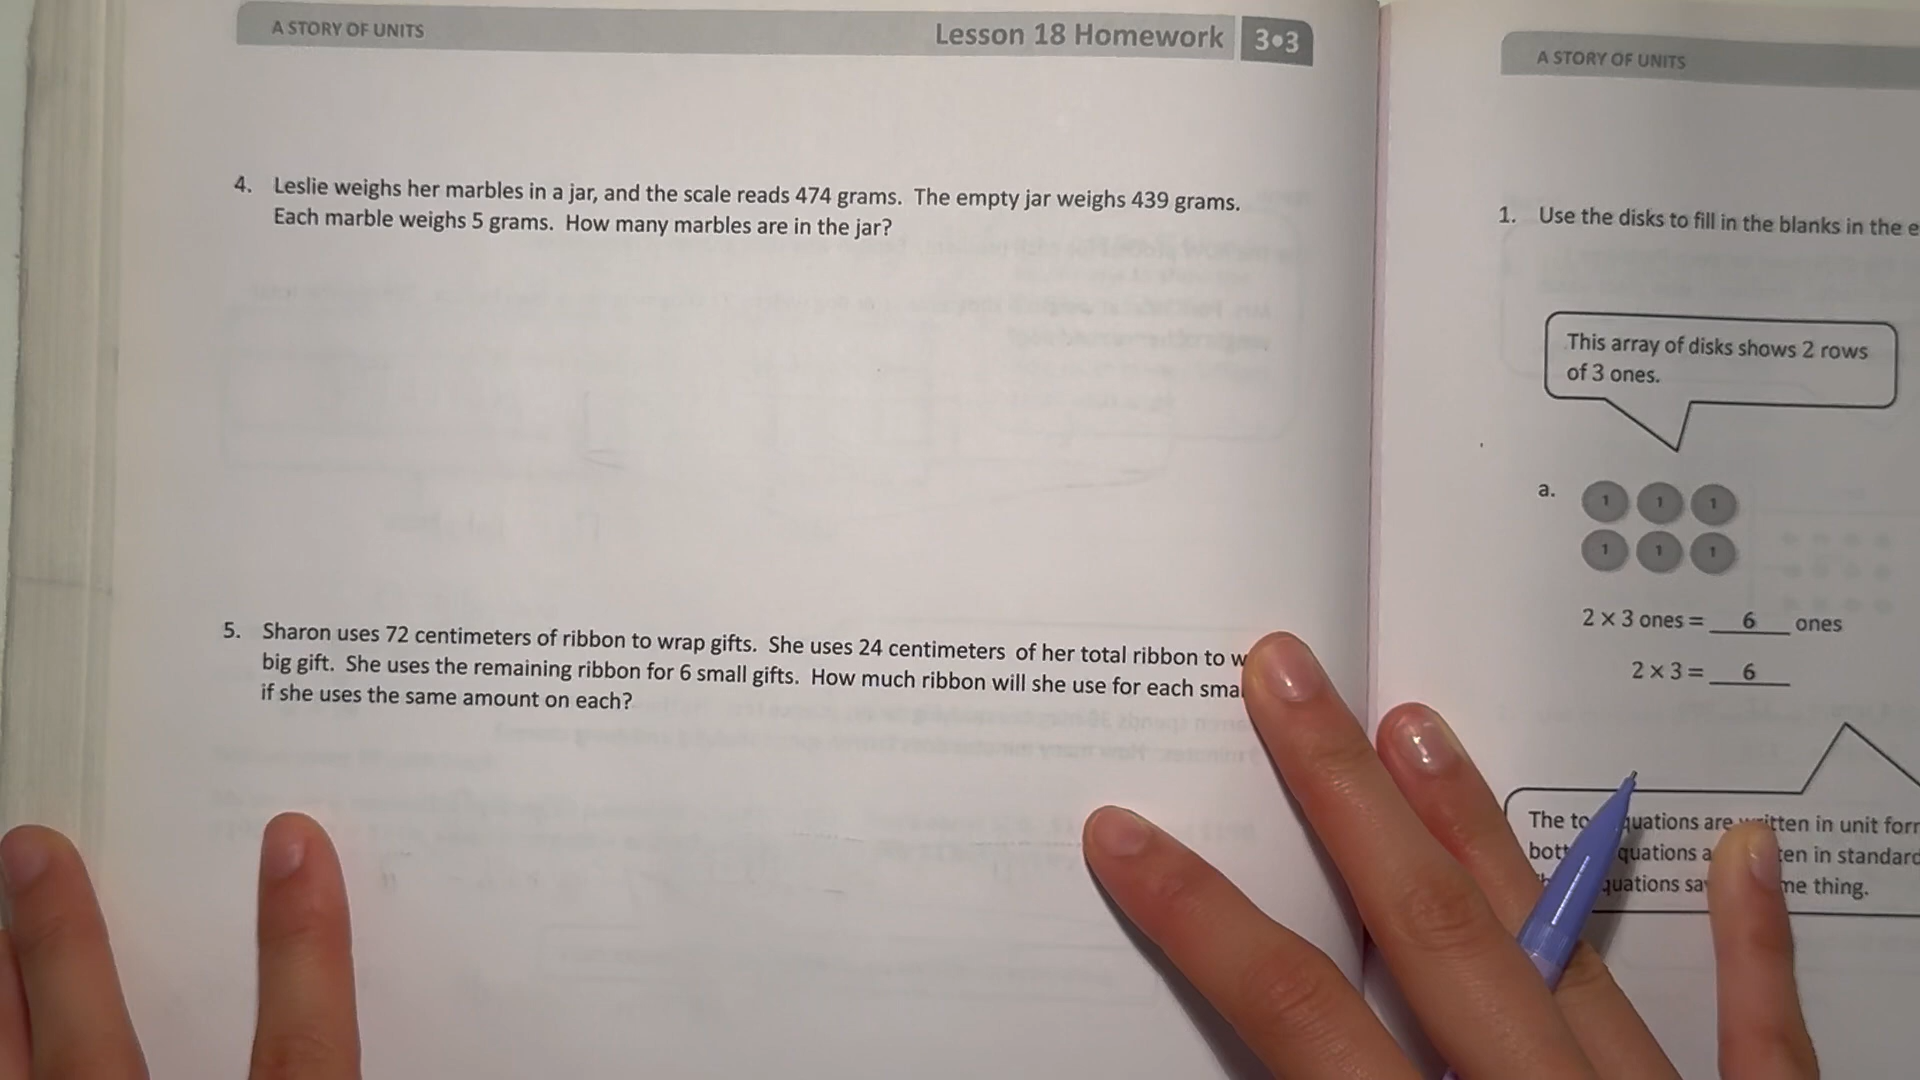 A STORY OF UNITS
Lesson 18 Homework 3•3
4. Leslie weighs her marbles in a jar, and the scale reads 474 grams. The empty jar weighs 439 grams.
Each marble weighs 5 grams. How many marbles are in the jar?
5. Sharon uses 72 centimeters of ribbon to wrap gifts. She uses 24 centimeters of her total ribbon to
big gift. She uses the remaining ribbon for 6 small gifts. How much ribbon will she use for each
if she uses the same amount on each?
A STORY OF UNITS
1. Use the disks to fill in the blanks in the
This array of disks shows 2 rows
of 3 ones.
a.
1 1 1
1 1 1
2 × 3 ones = 6 ones
2 × 3 = 6
The are in unit
in
thing.